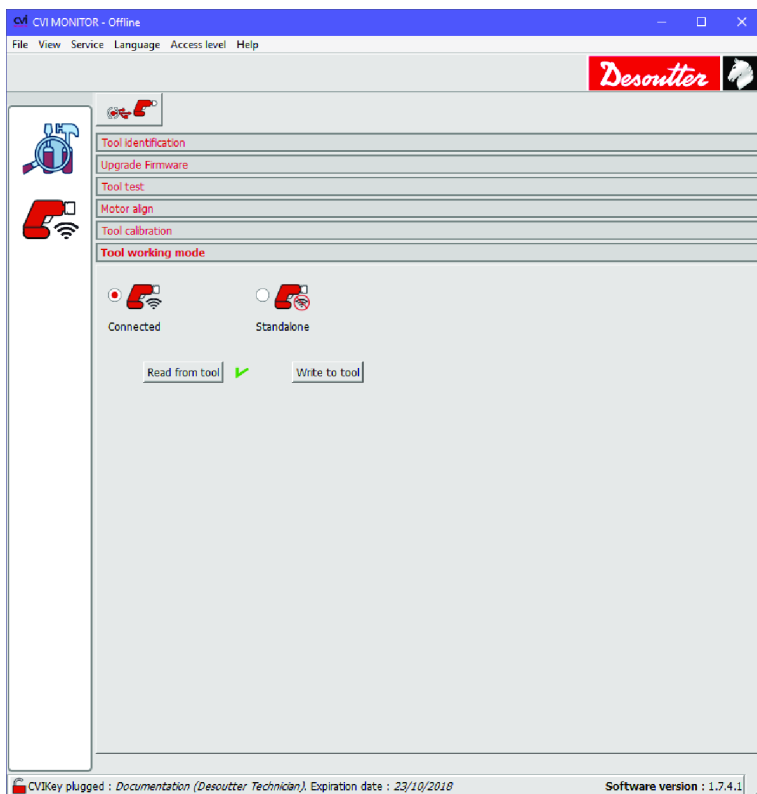 cvi CVI MONITOR - Offline
File View Service Language Access level Help
Desoutter
Tool identification
Upgrade Firmware
Tool test
Motor align
Tool calibration
Tool working mode
Connected Standalone
Read from tool Write to tool
CVIKey plugged : Documentation (Desoutter Technician). Expiration date : 23/10/2018 Software version : 1.7.4.1